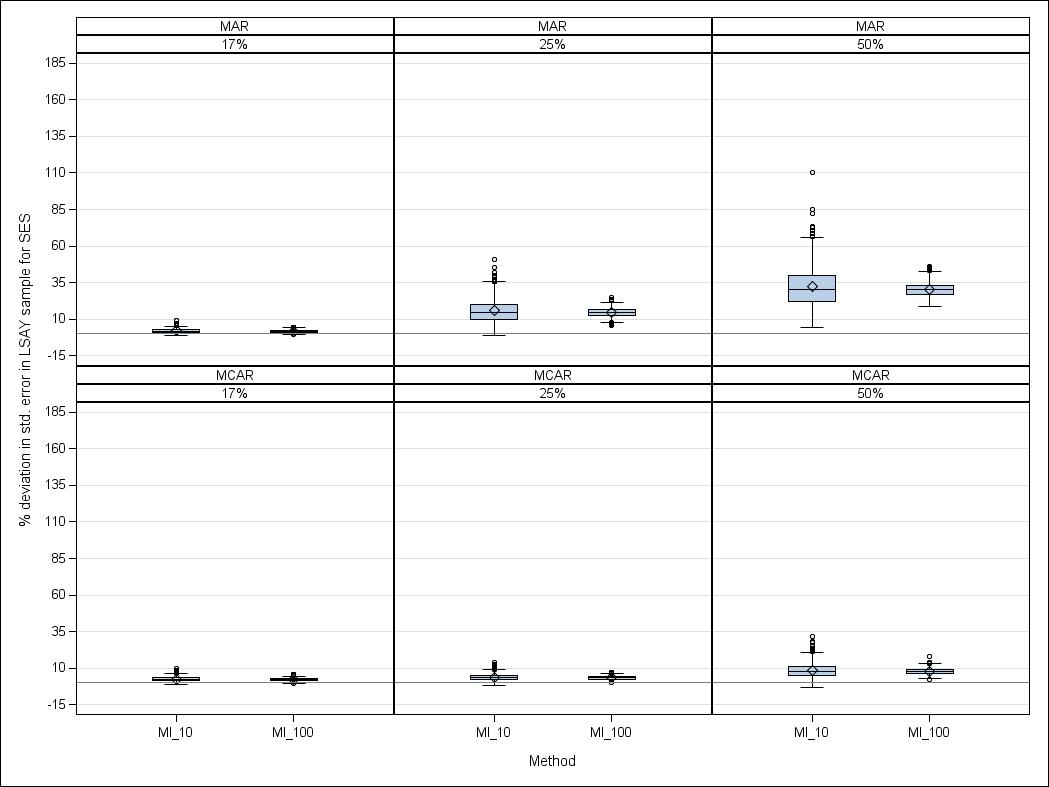 MAR MAR MAR
17% 25% 50%
185
160
135
110
85
60
35
10
-15
MCAR MCAR MCAR
17% 25% 50%
185
160
135
110
85
60
35
10
-15
% deviation in std. error in LSAY sample for SES
MI_10 MI_100 MI_10 MI_100 MI_10 MI_100
Method